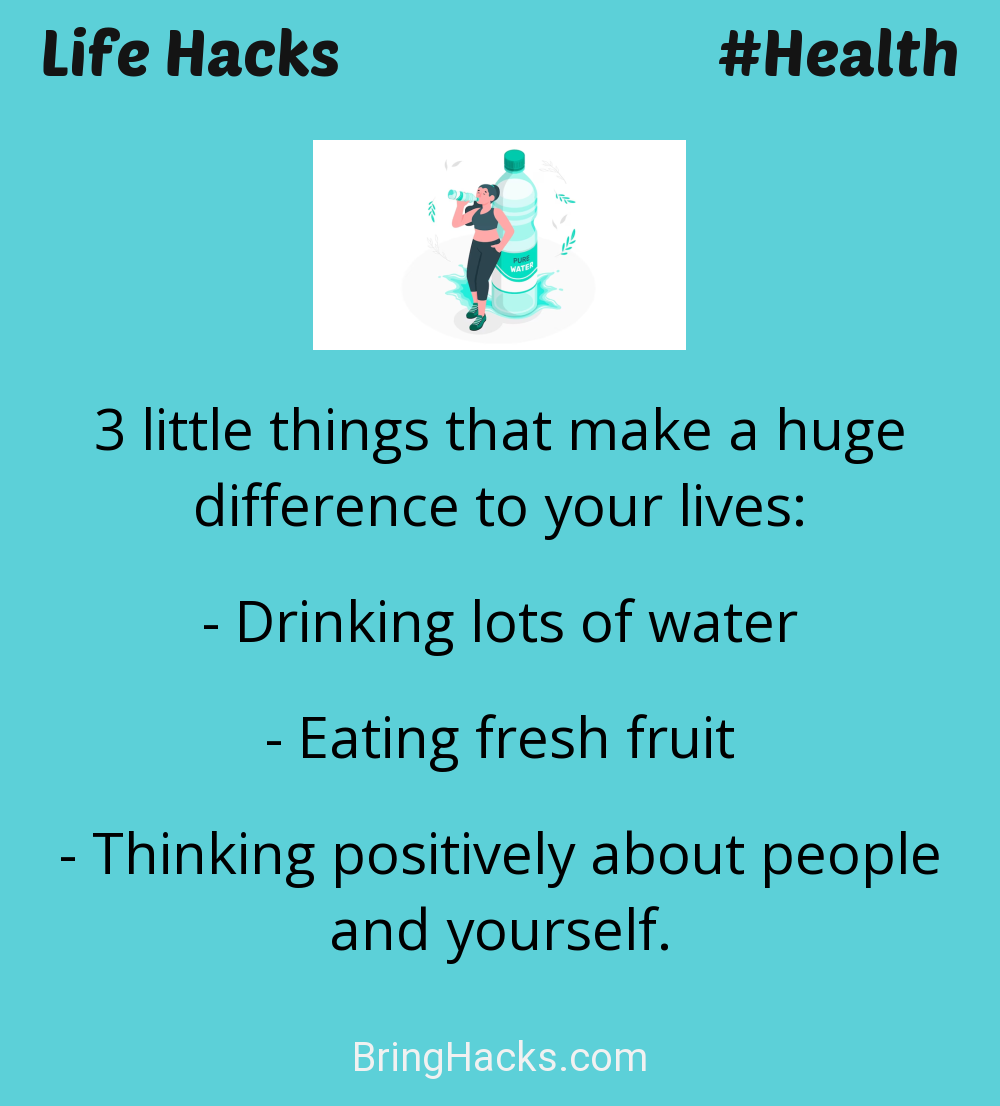 Life Hacks
#Health
PURE
WATER
3 little things that make a huge
difference to your lives:
- Drinking lots of water
- Eating fresh fruit
- Thinking positively about people
and yourself.
BringHacks.com